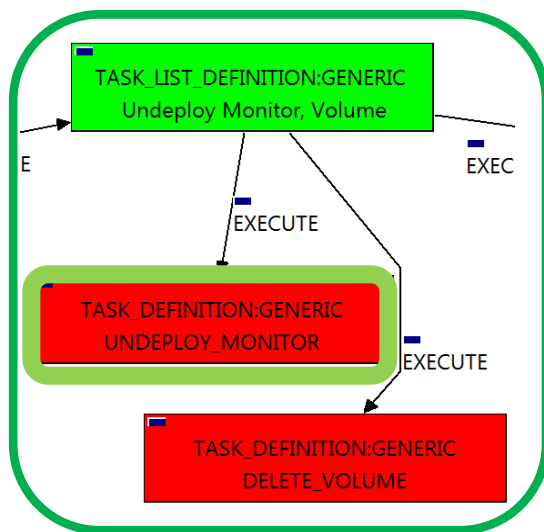 TASK_LIST_DEFINITION:GENERIC
Undeploy Monitor, Volume
E
EXEC
EXECUTE
TASK_DEFINITION:GENERIC
UNDEPLOY_MONITOR
EXECUTE
TASK_DEFINITION:GENERIC
DELETE_VOLUME